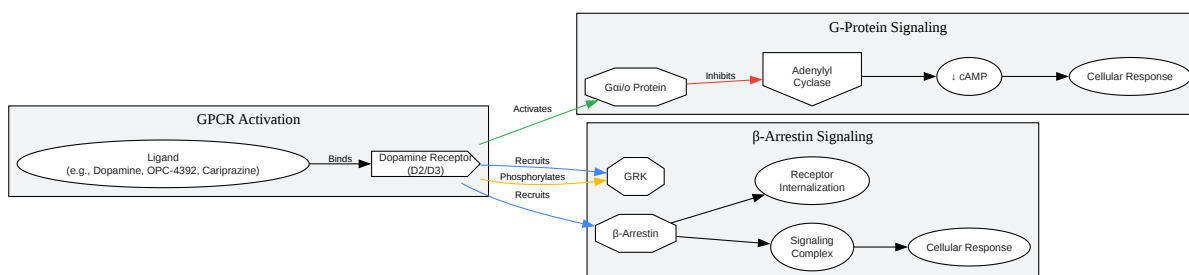 G-Protein Signaling
Gαi/o Protein
Inhibits
Adenylyl
Cyclase
↓ cAMP
Cellular Response
GPCR Activation
Ligand
(e.g., Dopamine, OPC-4392, Cariprazine)
Binds
Dopamine Receptor
(D2/D3)
Activates
Recruits
Phosphorylates
Recruits
β-Arrestin Signaling
GRK
β-Arrestin
Receptor
Internalization
Signaling
Complex
Cellular Response